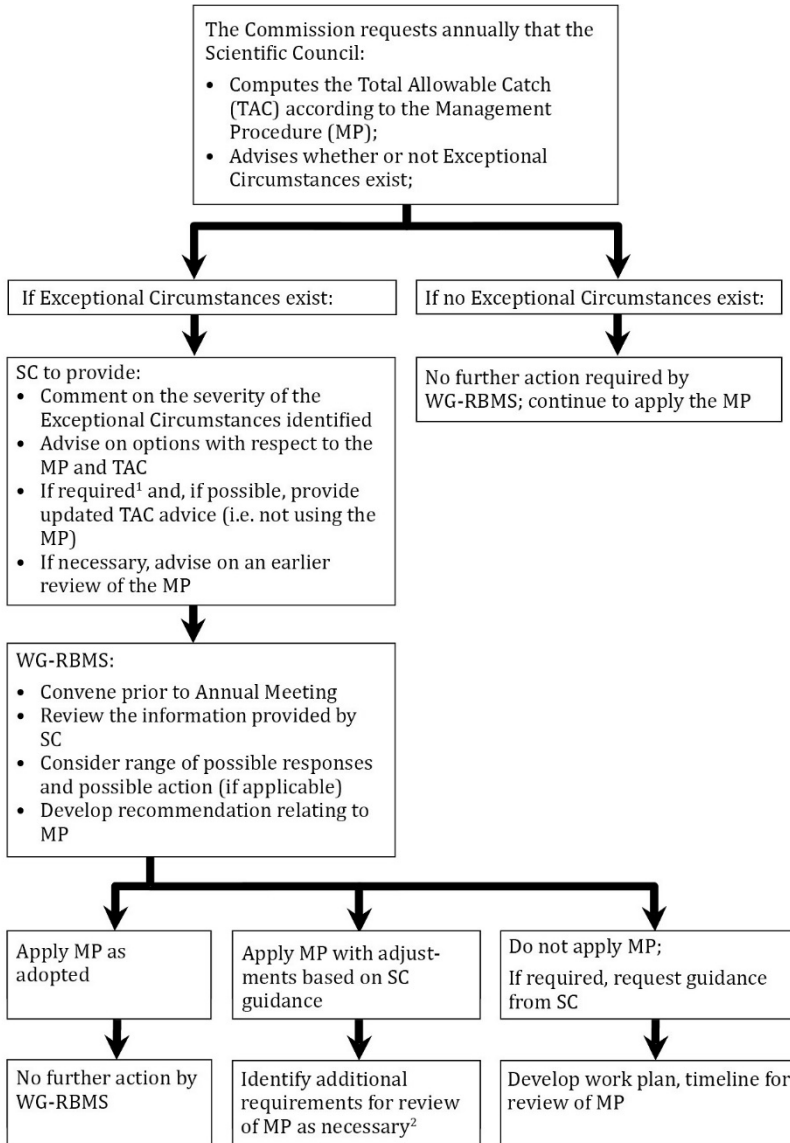 The Commission requests annually that the
Scientific Council:
• Computes the Total Allowable Catch
(TAC) according to the Management
Procedure (MP);
• Advises whether or not Exceptional
Circumstances exist;
If Exceptional Circumstances exist:
If no Exceptional Circumstances exist:
SC to provide:
• Comment on the severity of the
Exceptional Circumstances identified
• Advise on options with respect to the
MP and TAC
• If required¹ and, if possible, provide
updated TAC advice (i.e. not using the
MP)
• If necessary, advise on an earlier
review of the MP
No further action required by
WG-RBMS; continue to apply the MP
WG-RBMS:
• Convene prior to Annual Meeting
• Review the information provided by
SC
• Consider range of possible responses
and possible action (if applicable)
• Develop recommendation relating to
MP
Apply MP as
adopted
Apply MP with adjust-
ments based on SC
guidance
Do not apply MP;
If required, request guidance
from SC
No further action by
WG-RBMS
Identify additional
requirements for review
of MP as necessary²
Develop work plan, timeline for
review of MP